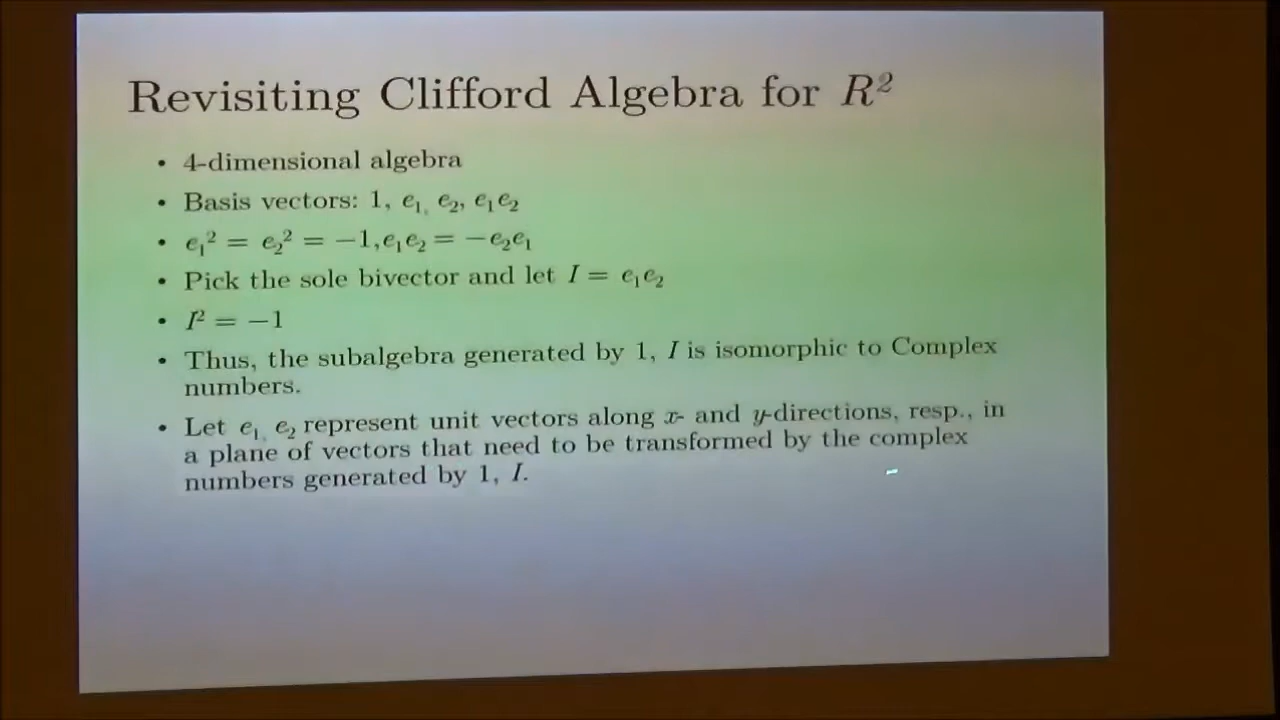 Revisiting Clifford Algebra for R²
• 4-dimensional algebra
• Basis vectors: 1, e₁, e₂, e₁e₂
• e₁² = e₂² = −1, e₁e₂ = −e₂e₁
• Pick the sole bivector and let I = e₁e₂
• I² = −1
• Thus, the subalgebra generated by 1, I is isomorphic to Complex
numbers.
• Let e₁, e₂ represent unit vectors along x- and y-directions, resp., in
a plane of vectors that need to be transformed by the complex
numbers generated by 1, I.